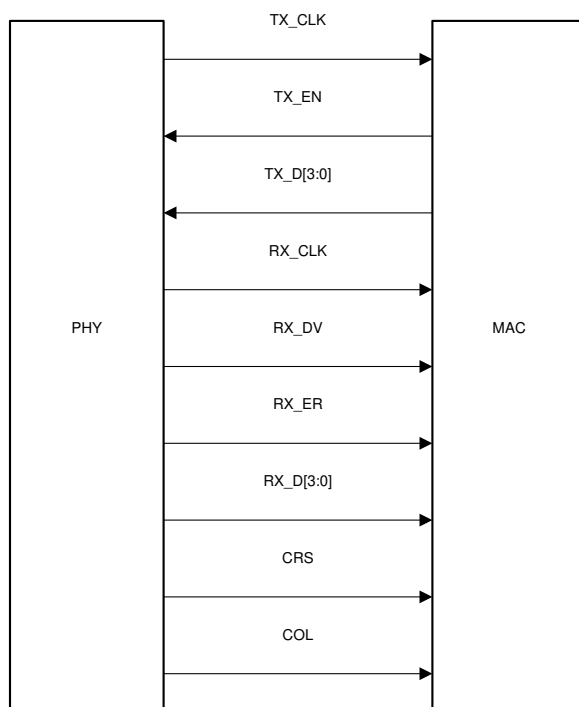 TX_CLK
TX_EN
TX_D[3:0]
RX_CLK
PHY
RX_DV
MAC
RX_ER
RX_D[3:0]
CRS
COL